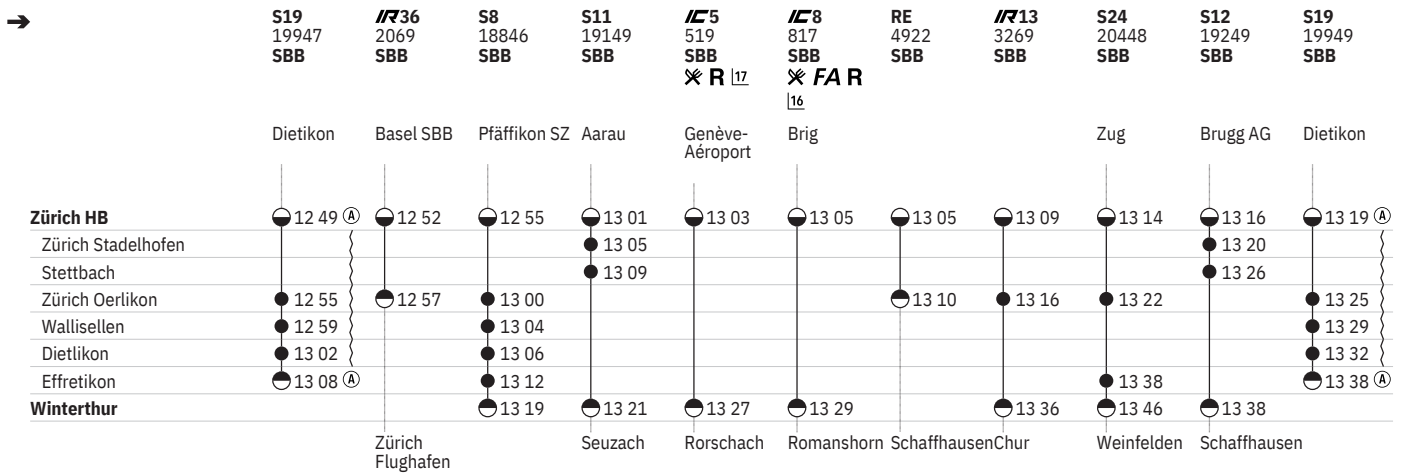 ➔ S19 IR36 S8 S11 IC5 IC8 RE IR13 S24 S12 S19
19947 2069 18846 19149 519 817 4922 3269 20448 19249 19949
SBB SBB SBB SBB SBB SBB SBB SBB SBB SBB SBB
R 17 FA R
16
Dietikon Basel SBB Pfäffikon SZ Aarau Genève- Brig Zug Brugg AG Dietikon
Aéroport
Zürich HB 12 49 A 12 52 12 55 13 01 13 03 13 05 13 05 13 09 13 14 13 16 13 19 A
Zürich Stadelhofen 13 05 13 20
Stettbach 13 09 13 26
Zürich Oerlikon 12 55 12 57 13 00 13 10 13 16 13 22 13 25
Wallisellen 12 59 13 04 13 29
Dietlikon 13 02 13 06 13 32
Effretikon 13 08 A 13 12 13 38 13 38 A
Winterthur 13 19 13 21 13 27 13 29 13 36 13 46 13 38
Zürich Seuzach Rorschach Romanshorn Schaffhausen Chur Weinfelden Schaffhausen
Flughafen